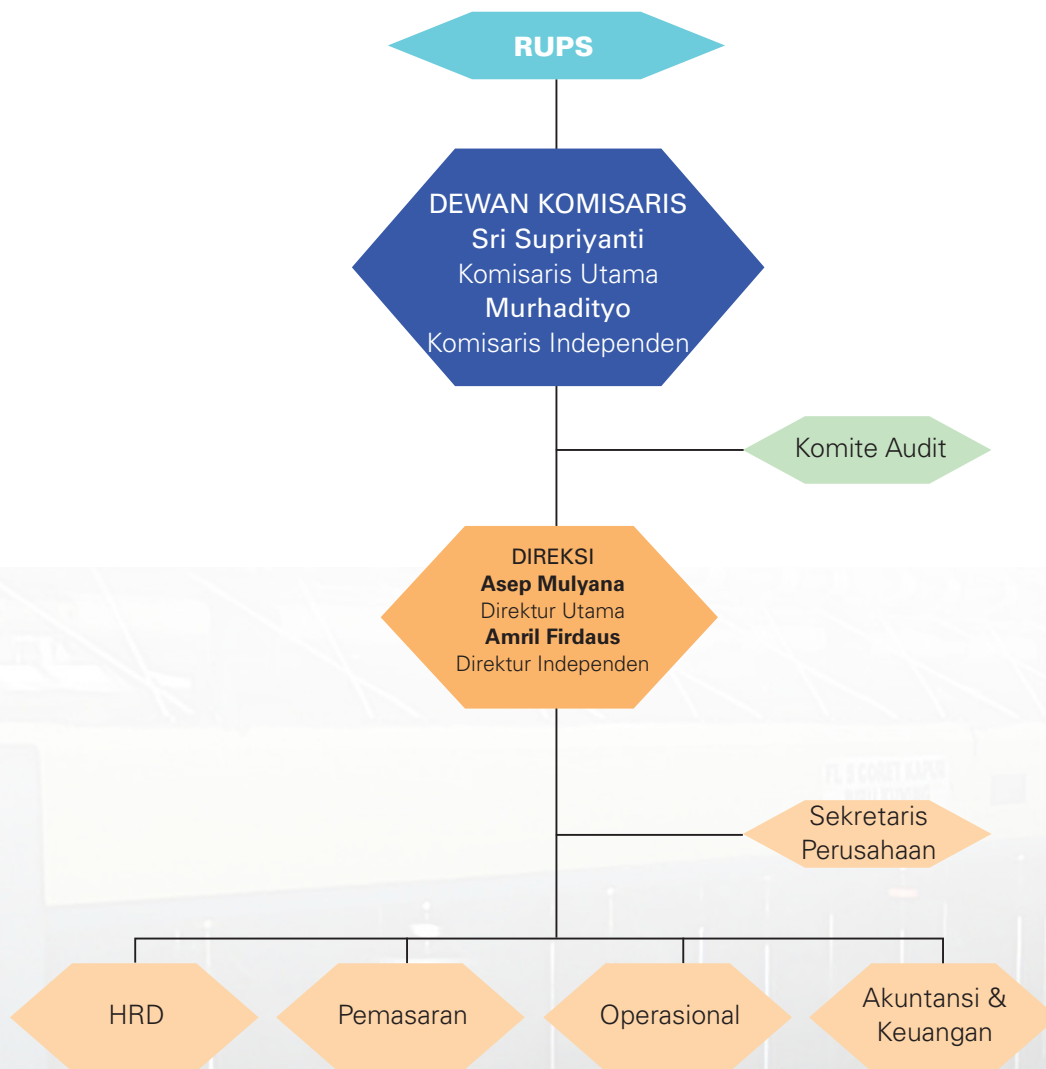 RUPS
DEWAN KOMISARIS
Sri Supriyanti
Komisaris Utama
Murhadityo
Komisaris Independen
Komite Audit
DIREKSI
Asep Mulyana
Direktur Utama
Amril Firdaus
Direktur Independen
Sekretaris
Perusahaan
HRD
Pemasaran
Operasional
Akuntansi &
Keuangan